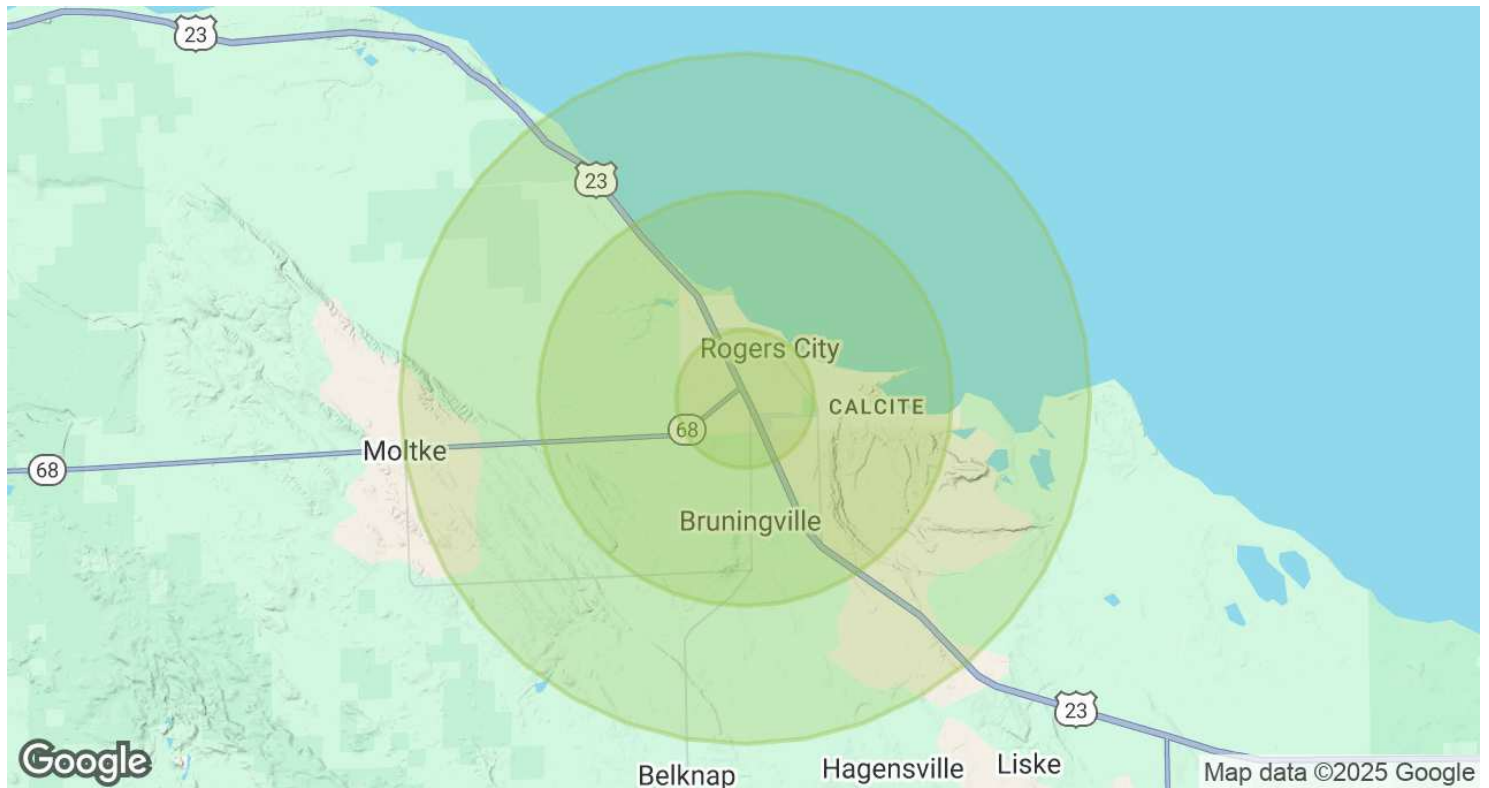 23
23
Rogers City
CALCITE
68
Moltke
68
Bruningville
23
Belknap
Hagensville
Liske
Google
Map data ©2025 Google